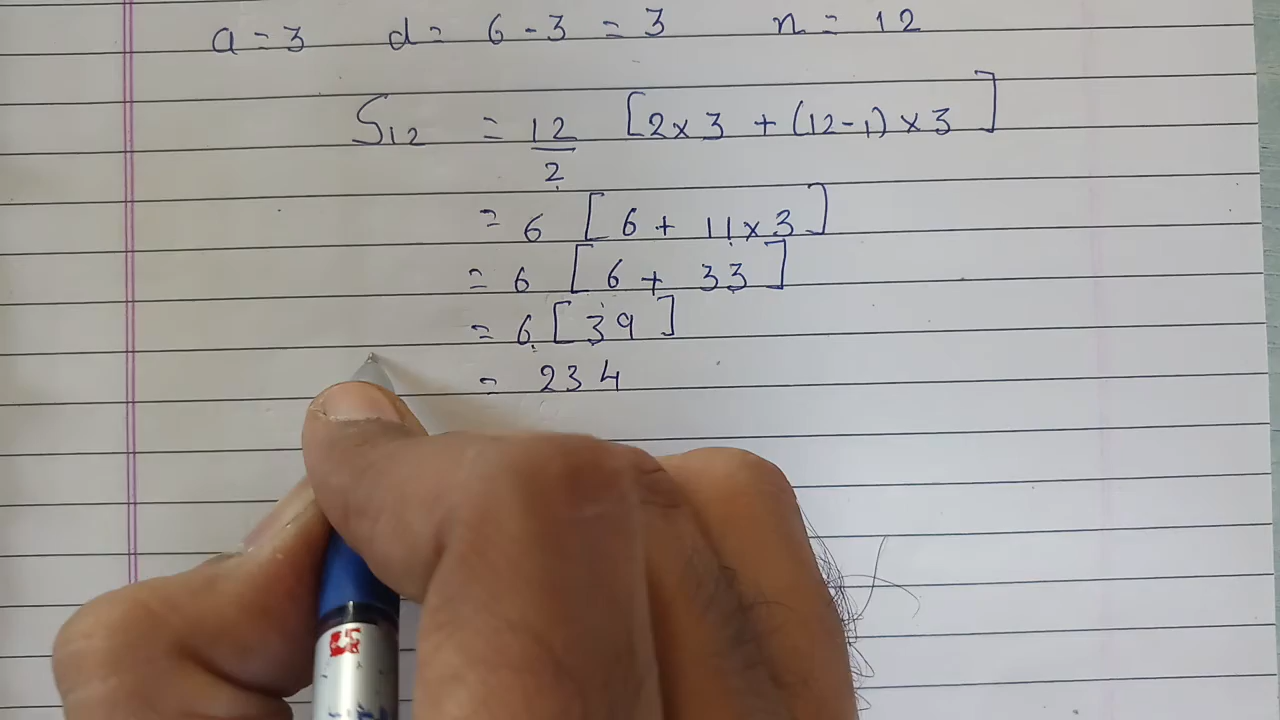 a = 3 d = 6 - 3 = 3 n = 12
S12 = 12/2 [2 x 3 + (12-1) x 3]
= 6 [6 + 11 x 3]
= 6 [6 + 33]
= 6 [39]
= 234